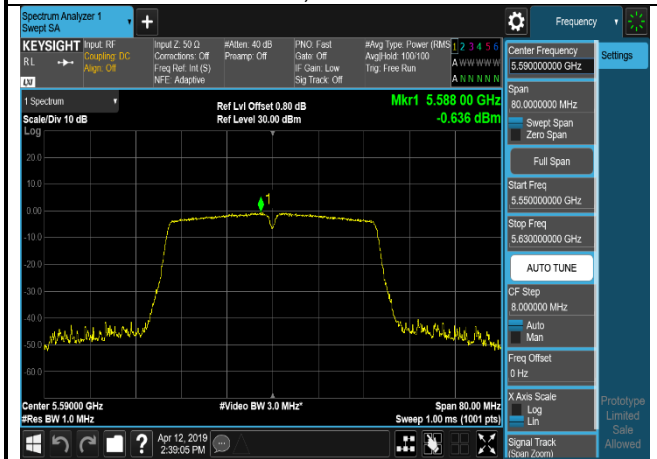 Spectrum Analyzer 1
Swept SA
+
Frequency
KEYSIGHT
RL
LXI
Input: RF
Coupling: DC
Align: Off
Input Z: 50 Ω
Corrections: Off
Freq Ref: Int (S)
NFE: Adaptive
#Atten: 40 dB
Preamp: Off
PNO: Fast
Gate: Off
IF Gain: Low
Sig Track: Off
#Avg Type: Power (RMS
Avg|Hold: 100/100
Trig: Free Run
1 2 3 4 5 6
A W W W W W
A N N N N N
1 Spectrum
Scale/Div 10 dB
Log
Ref Lvl Offset 0.80 dB
Ref Level 30.00 dBm
Mkr1 5.588 00 GHz
-0.636 dBm
20.0
10.0
0.00
-10.0
-20.0
-30.0
-40.0
-50.0
-60.0
1
Center 5.59000 GHz
#Res BW 1.0 MHz
#Video BW 3.0 MHz*
Span 80.00 MHz
Sweep 1.00 ms (1001 pts)
Apr 12, 2019
2:39:05 PM
Center Frequency
5.590000000 GHz
Span
80.0000000 MHz
Swept Span
Zero Span
Full Span
Start Freq
5.550000000 GHz
Stop Freq
5.630000000 GHz
AUTO TUNE
CF Step
8.000000 MHz
Auto
Man
Freq Offset
0 Hz
X Axis Scale
Log
Lin
Signal Track
(Span Zoom)
Settings
Prototype
Limited
Sale
Allowed